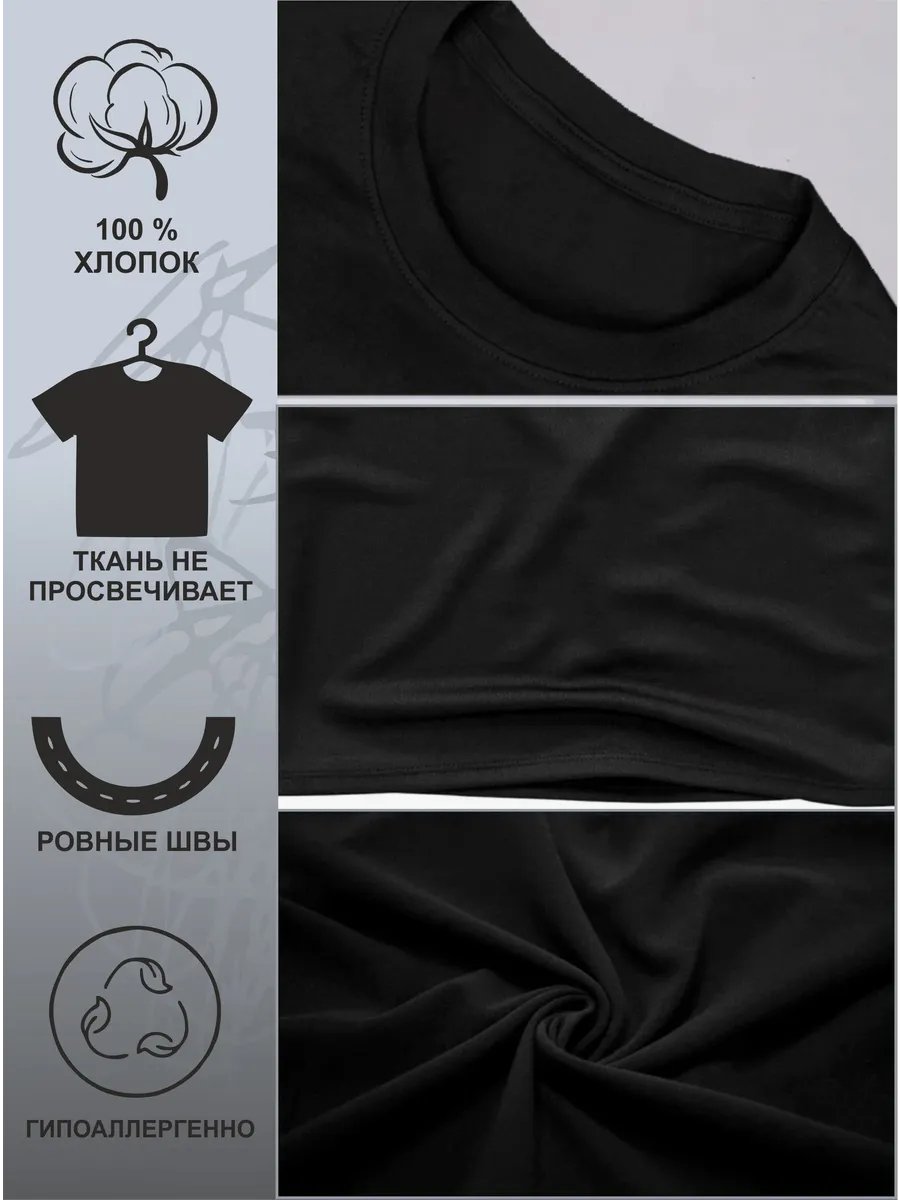 100 %
ХЛОПОК
ТКАНЬ НЕ
ПРОСВЕЧИВАЕТ
РОВНЫЕ ШВЫ
ГИПОАЛЛЕРГЕННО